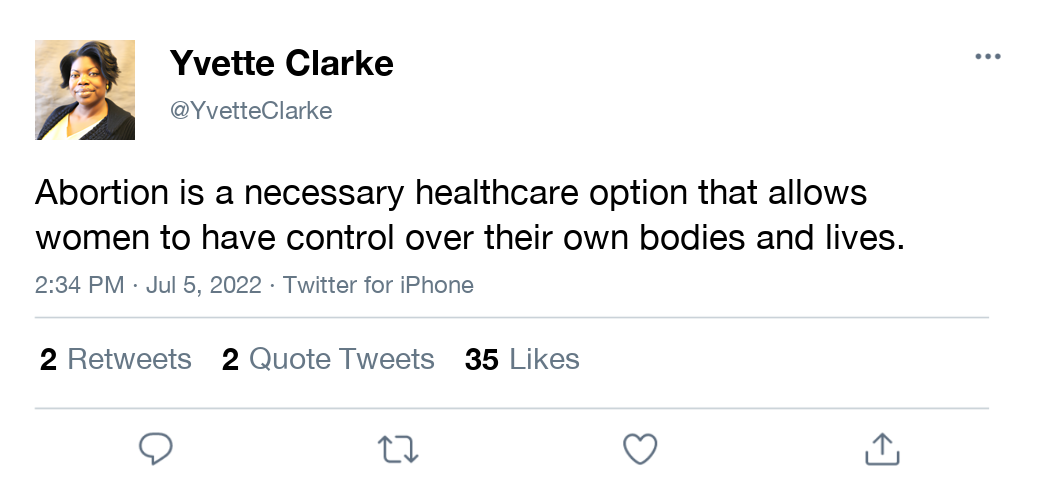 Yvette Clarke
@YvetteClarke
Abortion is a necessary healthcare option that allows
women to have control over their own bodies and lives.
2:34 PM · Jul 5, 2022 · Twitter for iPhone
2 Retweets 2 Quote Tweets 35 Likes